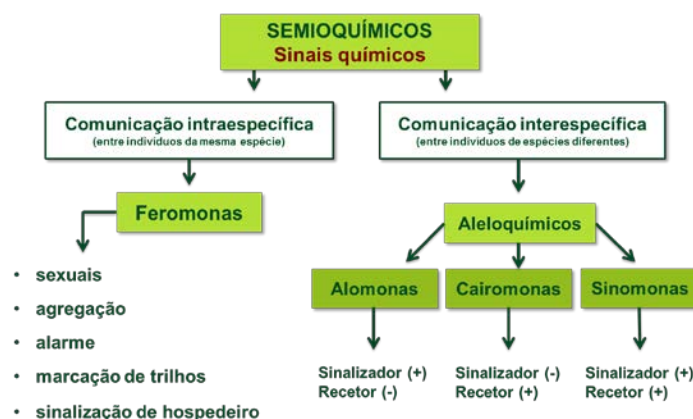 SEMIOQUÍMICOS
Sinais químicos
Comunicação intraespecífica
(entre indivíduos da mesma espécie)
Comunicação interespecífica
(entre indivíduos de espécies diferentes)
Feromonas
• sexuais
• agregação
• alarme
• marcação de trilhos
• sinalização de hospedeiro
Aleloquímicos
Alomonas
Cairomonas
Sinomonas
Sinalizador (+)
Recetor (-)
Sinalizador (-)
Recetor (+)
Sinalizador (+)
Recetor (+)